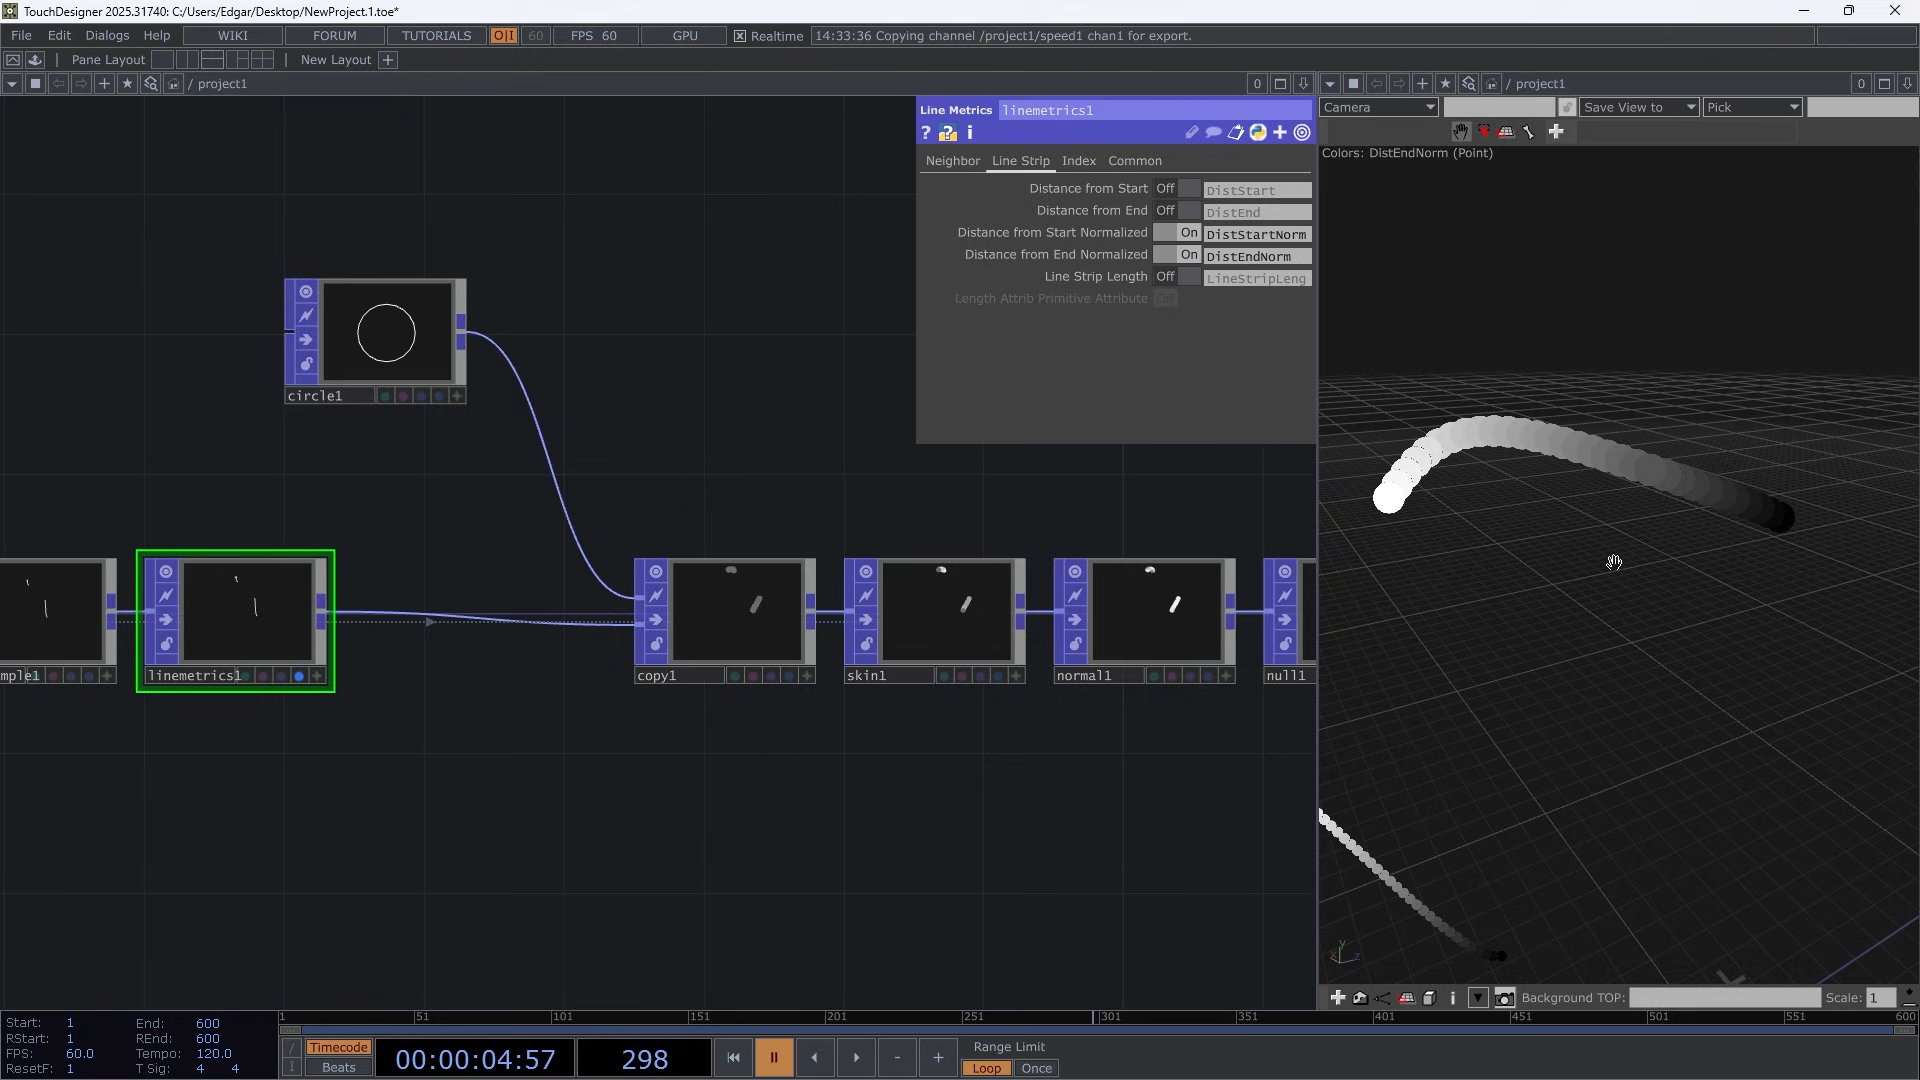 TouchDesigner 2025.31740: C:/Users/Edgar/Desktop/NewProject.1.toe*
File Edit Dialogs Help WIKI FORUM TUTORIALS O|I 60 FPS 60 GPU Realtime 14:33:36 Copying channel /project1/speed1 chan1 for export.
Pane Layout New Layout
/ project1 0
/ project1 0
Line Metrics linemetrics1
Camera Save View to Pick
? ? i
Colors: DistEndNorm (Point)
Neighbor Line Strip Index Common
Distance from Start Off DistStart
Distance from End Off DistEnd
Distance from Start Normalized On DistStartNorm
Distance from End Normalized On DistEndNorm
Line Strip Length Off LineStripLeng
Length Attrib Primitive Attribute Off
circle1
mple1 linemetrics1 copy1 skin1 normal1 null1
y
x z
i Background TOP: Scale: 1
1 51 101 151 201 251 301 351 401 451 501 551 600
Start: 1 End: 600
RStart: 1 REnd: 600
FPS: 60.0 Tempo: 120.0
ResetF: 1 T Sig: 4 4
/ Timecode
I Beats
00:00:04:57 298
- +
Range Limit
Loop Once